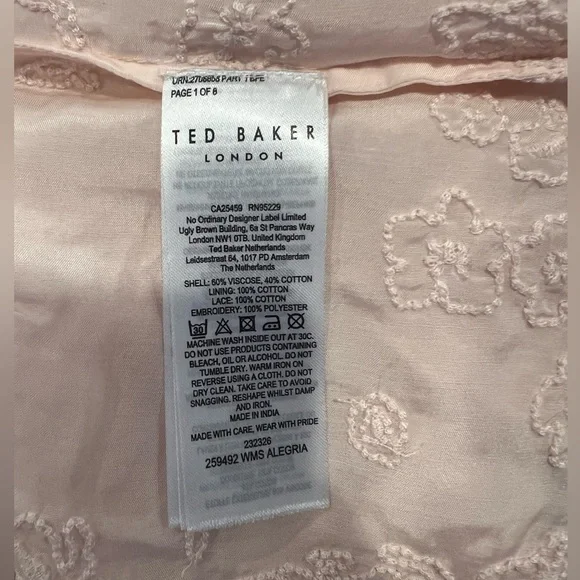 PAGE 1 OF 8
TED BAKER
LONDON
CA25459 RN95229
No Ordinary Designer Label Limited
Ugly Brown Building, 6a St Pancras Way
London NW1 0TB. United Kingdom
Ted Baker Netherlands
Leidsestraat 64, 1017 PD Amsterdam
The Netherlands
SHELL: 60% VISCOSE, 40% COTTON
LINING: 100% COTTON
LACE: 100% COTTON
EMBROIDERY: 100% POLYESTER
30
MACHINE WASH INSIDE OUT AT 30C.
DO NOT USE PRODUCTS CONTAINING
BLEACH, OIL OR ALCOHOL. DO NOT
TUMBLE DRY. WARM IRON ON
REVERSE USING A CLOTH. DO NOT
DRY CLEAN. TAKE CARE TO AVOID
SNAGGING. RESHAPE WHILST DAMP
AND IRON.
MADE IN INDIA
MADE WITH CARE, WEAR WITH PRIDE
232326
259492 WMS ALEGRIA